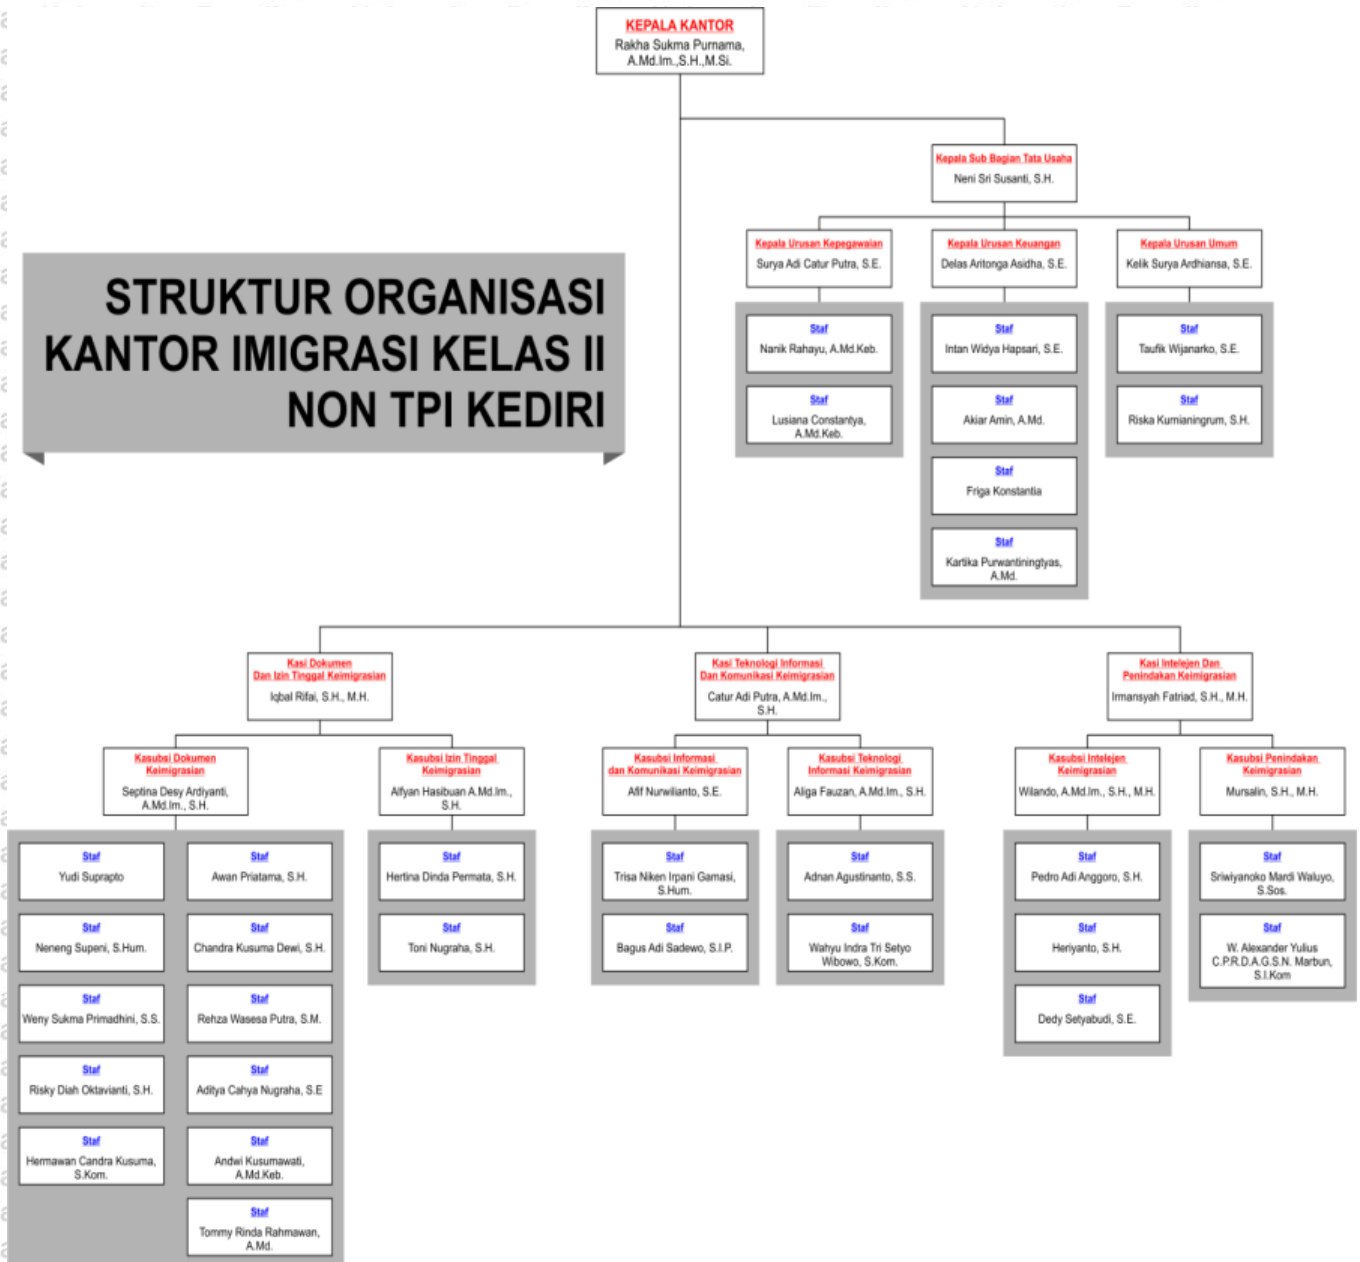 KEPALA KANTOR
Rakha Sukma Purnama,
A.Md.Im.,S.H.,M.Si.
Kepala Sub Bagian Tata Usaha
Neni Sri Susanti, S.H.
Kepala Urusan Kepegawaian
Surya Adi Catur Putra, S.E.
Kepala Urusan Keuangan
Delas Aritonga Asidha, S.E.
Kepala Urusan Umum
Kelik Surya Ardhiansa, S.E.
STRUKTUR ORGANISASI
KANTOR IMIGRASI KELAS II
NON TPI KEDIRI
Staf
Nanik Rahayu, A.Md.Keb.
Staf
Lusiana Constantya,
A.Md.Keb.
Staf
Intan Widya Hapsari, S.E.
Staf
Akiar Amin, A.Md.
Staf
Friga Konstantia
Staf
Kartika Purwantiningtyas,
A.Md.
Staf
Taufik Wijanarko, S.E.
Staf
Riska Kurnianingrum, S.H.
Kasi Dokumen
Dan Izin Tinggal Keimigrasian
Iqbal Rifai, S.H., M.H.
Kasi Teknologi Informasi
Dan Komunikasi Keimigrasian
Catur Adi Putra, A.Md.Im.,
S.H.
Kasi Intelejen Dan
Penindakan Keimigrasian
Irmansyah Fatriad, S.H., M.H.
Kasubsi Dokumen
Keimigrasian
Septina Desy Ardiyanti,
A.Md.Im., S.H.
Kasubsi Izin Tinggal
Keimigrasian
Alfyan Hasibuan A.Md.Im.,
S.H.
Kasubsi Informasi
dan Komunikasi Keimigrasian
Afif Nurwilianto, S.E.
Kasubsi Teknologi
Informasi Keimigrasian
Aliga Fauzan, A.Md.Im., S.H.
Kasubsi Intelejen
Keimigrasian
Wilando, A.Md.Im., S.H., M.H.
Kasubsi Penindakan
Keimigrasian
Mursalin, S.H., M.H.
Staf
Yudi Suprapto
Staf
Neneng Supeni, S.Hum.
Staf
Weny Sukma Primadhini, S.S.
Staf
Risky Diah Oktavianti, S.H.
Staf
Hermawan Candra Kusuma,
S.Kom.
Staf
Awan Priatama, S.H.
Staf
Chandra Kusuma Dewi, S.H.
Staf
Rehza Wasesa Putra, S.M.
Staf
Aditya Cahya Nugraha, S.E
Staf
Andwi Kusumawati,
A.Md.Keb.
Staf
Tommy Rinda Rahmawan,
A.Md.
Staf
Hertina Dinda Permata, S.H.
Staf
Toni Nugraha, S.H.
Staf
Trisa Niken Irpani Gamasi,
S.Hum.
Staf
Bagus Adi Sadewo, S.I.P.
Staf
Adnan Agustinanto, S.S.
Staf
Wahyu Indra Tri Setyo
Wibowo, S.Kom.
Staf
Pedro Adi Anggoro, S.H.
Staf
Heriyanto, S.H.
Staf
Dedy Setyabudi, S.E.
Staf
Sriwiyanoko Mardi Waluyo,
S.Sos.
Staf
W. Alexander Yulius
C.P.R.D.A.G.S.N. Marbun,
S.I.Kom